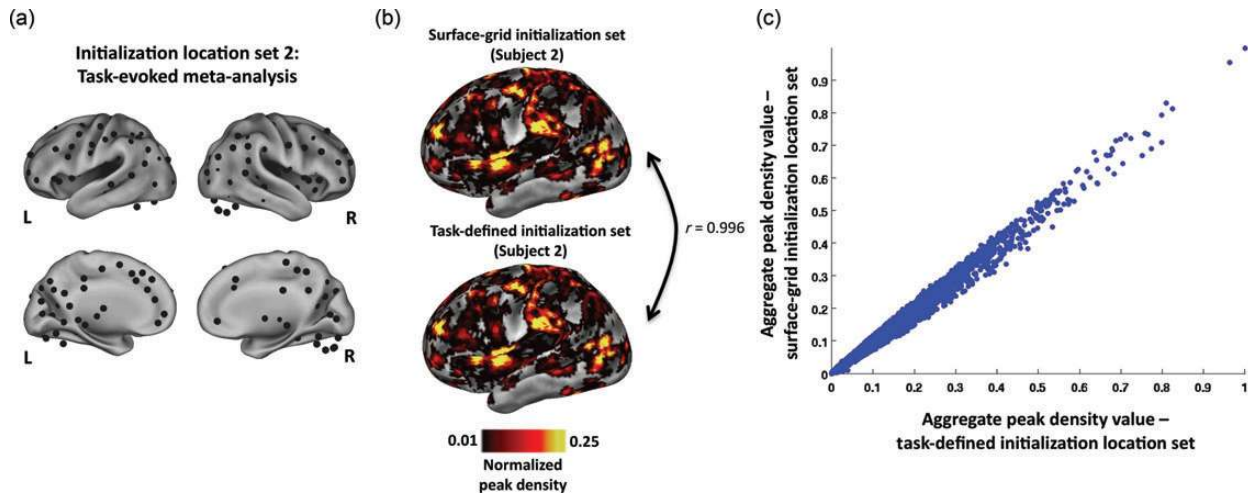 (a)
Initialization location set 2:
Task-evoked meta-analysis
L
R
L
R
(b)
Surface-grid initialization set
(Subject 2)
r = 0.996
Task-defined initialization set
(Subject 2)
0.01
0.25
Normalized
peak density
(c)
Aggregate peak density value –
surface-grid initialization location set
0.9
0.8
0.7
0.6
0.5
0.4
0.3
0.2
0.1
0
0 0.1 0.2 0.3 0.4 0.5 0.6 0.7 0.8 0.9 1
Aggregate peak density value –
task-defined initialization location set